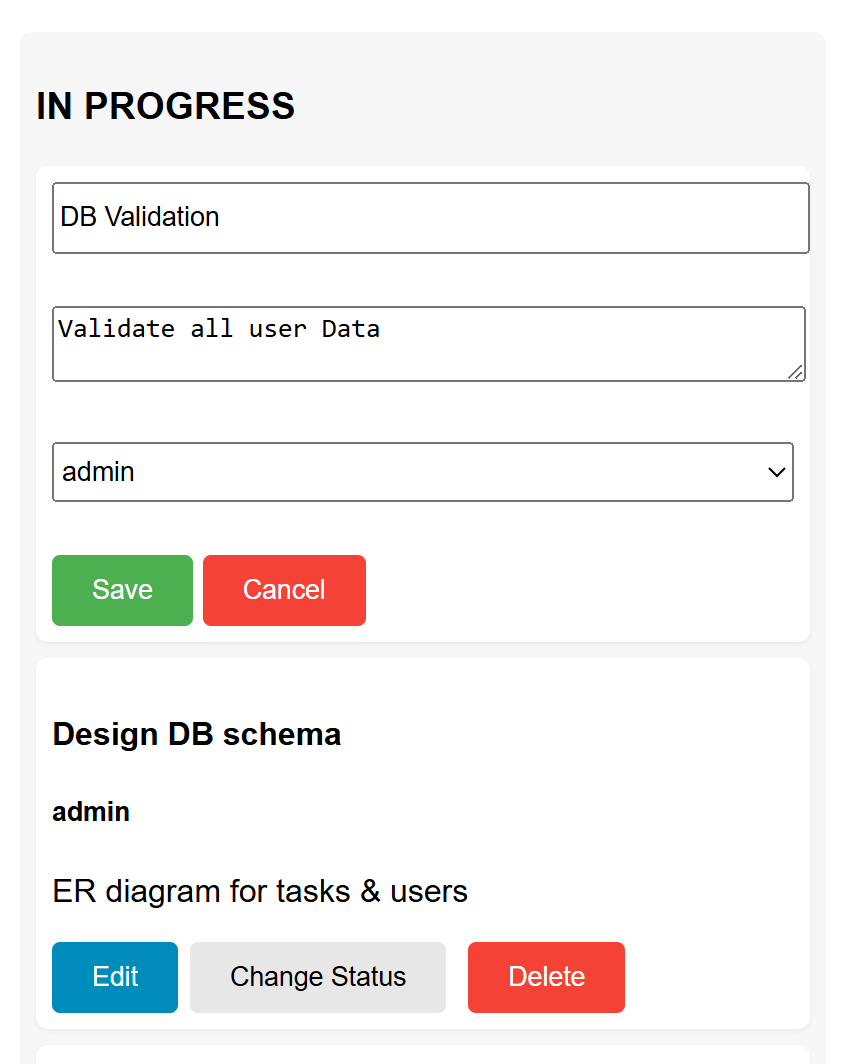 IN PROGRESS
DB Validation
Validate all user Data
admin
Save Cancel
Design DB schema
admin
ER diagram for tasks & users
Edit Change Status Delete